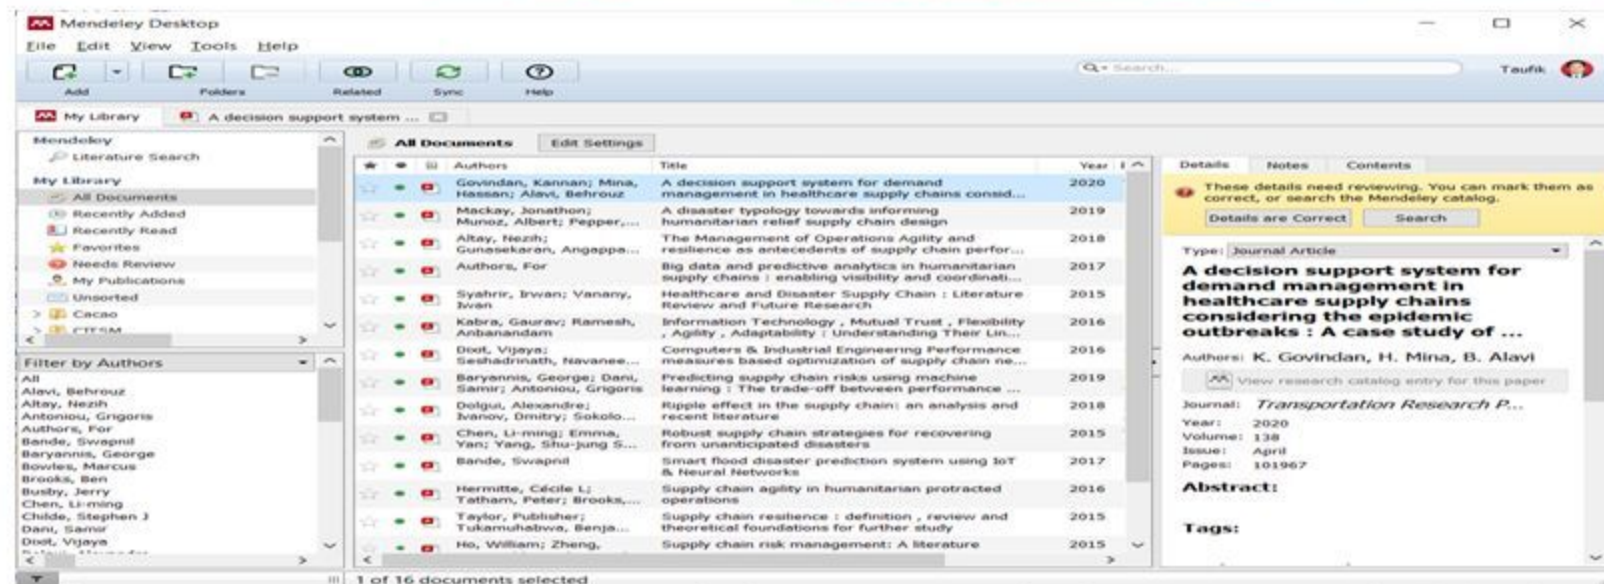 Mendeley Desktop
File Edit View Tools Help
Search...
Taufik
Add Folders Related Sync Help
My Library A decision support system ...
Mendeley
Literature Search
My Library
All Documents
Recently Added
Recently Read
Favorites
Needs Review
My Publications
Unsorted
Cacao
CTESM
Filter by Authors
All
Alavi, Behrouz
Altay, Nezih
Antoniou, Grigoris
Authors, For
Bande, Swapnil
Baryannis, George
Bowles, Marcus
Brooks, Ben
Busby, Jerry
Chen, Li-ming
Childe, Stephen J
Dani, Samir
Dixit, Vijaya
All Documents Edit Settings
Authors Title Year
Govindan, Kannan; Mina, A decision support system for demand 2020
Hassan; Alavi, Behrouz management in healthcare supply chains consid...
Mackay, Jonathon; A disaster typology towards informing 2019
Munoz, Albert; Pepper,... humanitarian relief supply chain design
Altay, Nezih; The Management of Operations Agility and 2018
Gunasekaran, Angappa... resilience as antecedents of supply chain perfor...
Authors, For Big data and predictive analytics in humanitarian 2017
supply chains : enabling visibility and coordinati...
Syahrir, Irwan; Vanany, Healthcare and Disaster Supply Chain : Literature 2015
Iwan Review and Future Research
Kabra, Gaurav; Ramesh, Information Technology , Mutual Trust , Flexibility 2016
Anbanandam , Agility , Adaptability : Understanding Their Lin...
Dixit, Vijaya; Computers & Industrial Engineering Performance 2016
Seshadrinath, Navanee... measures based optimization of supply chain ne...
Baryannis, George; Dani, Predicting supply chain risks using machine 2019
Samir; Antoniou, Grigoris learning : The trade-off between performance ...
Dolgui, Alexandre; Ripple effect in the supply chain: an analysis and 2018
Ivanov, Dmitry; Sokolo... recent literature
Chen, Li-ming; Emma, Robust supply chain strategies for recovering 2015
Yan; Yang, Shu-jung S... from unanticipated disasters
Bande, Swapnil Smart flood disaster prediction system using IoT 2017
& Neural Networks
Hermitte, Cécile L; Supply chain agility in humanitarian protracted 2016
Tatham, Peter; Brooks,... operations
Taylor, Publisher; Supply chain resilience : definition , review and 2015
Tukamuhabwa, Benja... theoretical foundations for further study
Ho, William; Zheng, Supply chain risk management: A literature 2015
Details Notes Contents
These details need reviewing. You can mark them as
correct, or search the Mendeley catalog.
Details are Correct Search
Type: Journal Article
A decision support system for
demand management in
healthcare supply chains
considering the epidemic
outbreaks : A case study of ...
Authors: K. Govindan, H. Mina, B. Alavi
View research catalog entry for this paper
Journal: Transportation Research P...
Year: 2020
Volume: 138
Issue: April
Pages: 101967
Abstract:
Tags:
1 of 16 documents selected